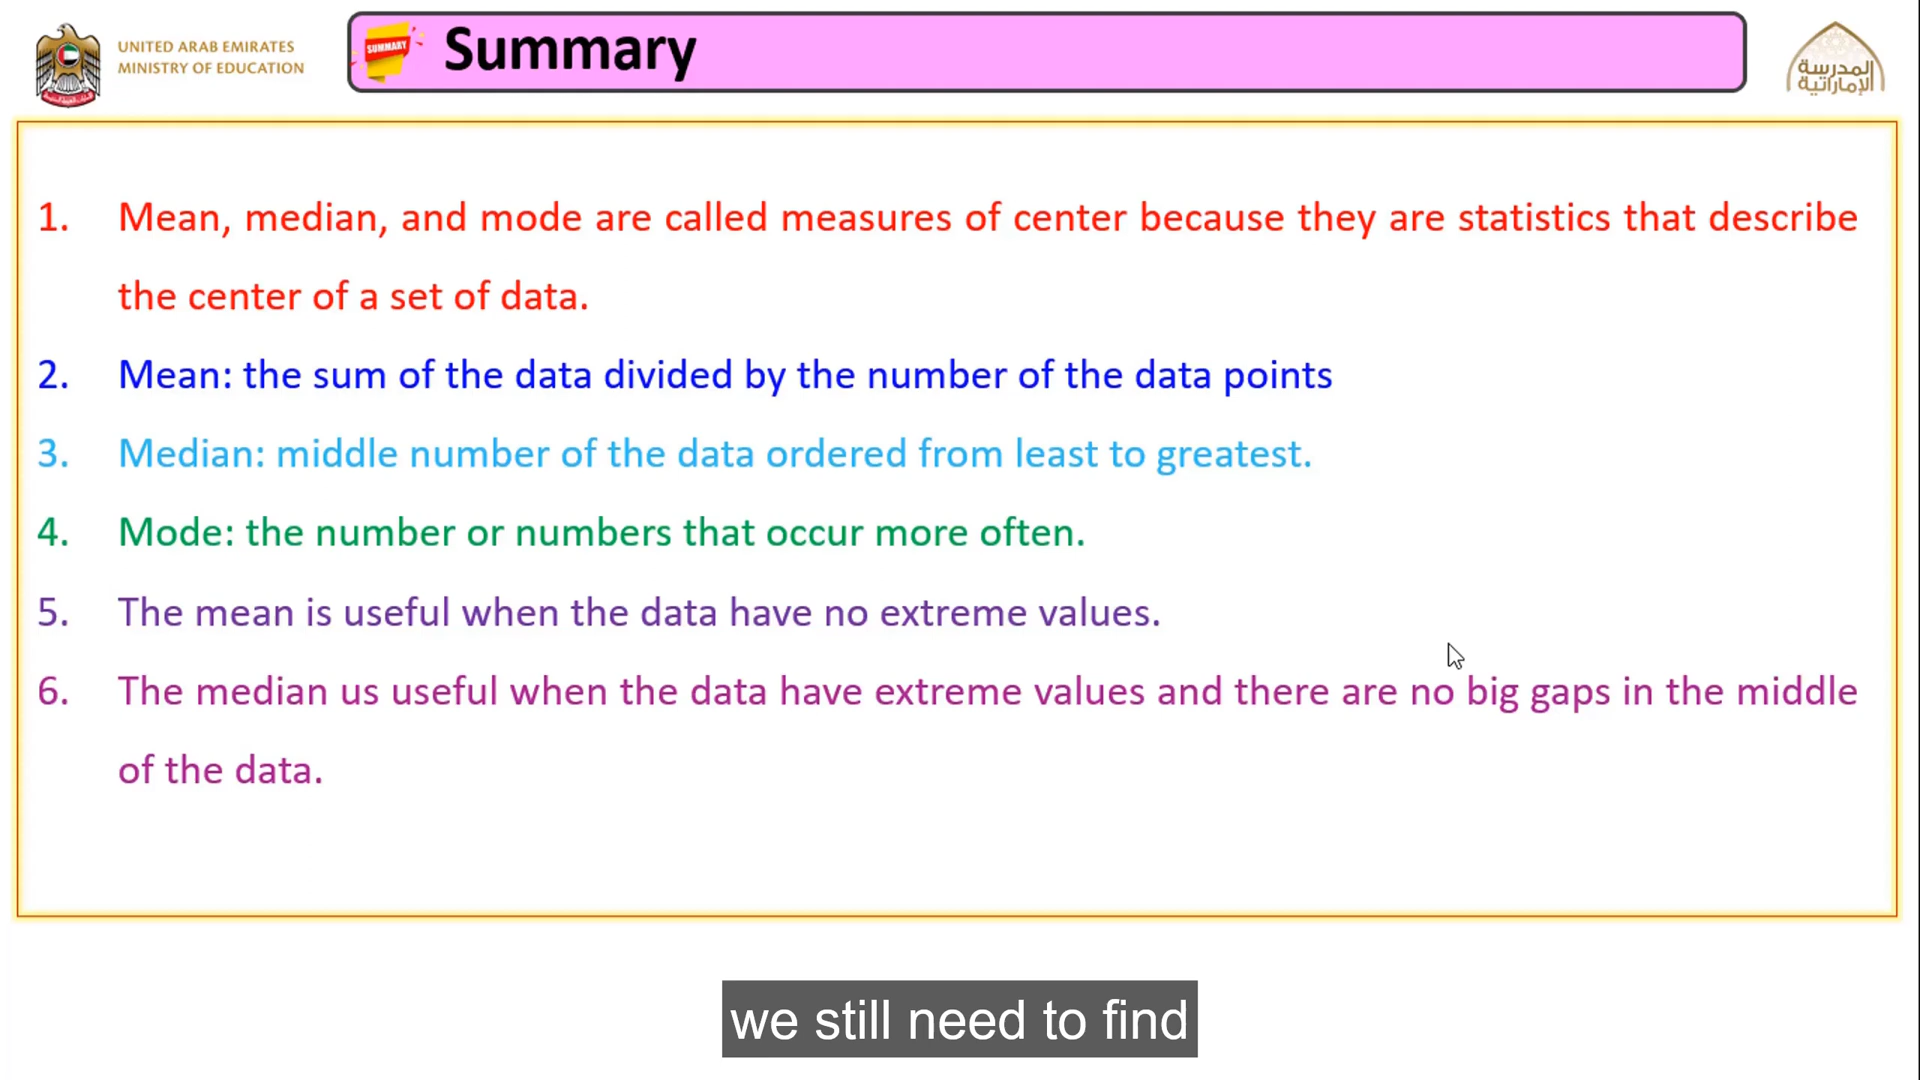 UNITED ARAB EMIRATES
MINISTRY OF EDUCATION
SUMMARY
Summary
المدرسة
الإماراتية
1. Mean, median, and mode are called measures of center because they are statistics that describe
the center of a set of data.
2. Mean: the sum of the data divided by the number of the data points
3. Median: middle number of the data ordered from least to greatest.
4. Mode: the number or numbers that occur more often.
5. The mean is useful when the data have no extreme values.
6. The median us useful when the data have extreme values and there are no big gaps in the middle
of the data.
we still need to find